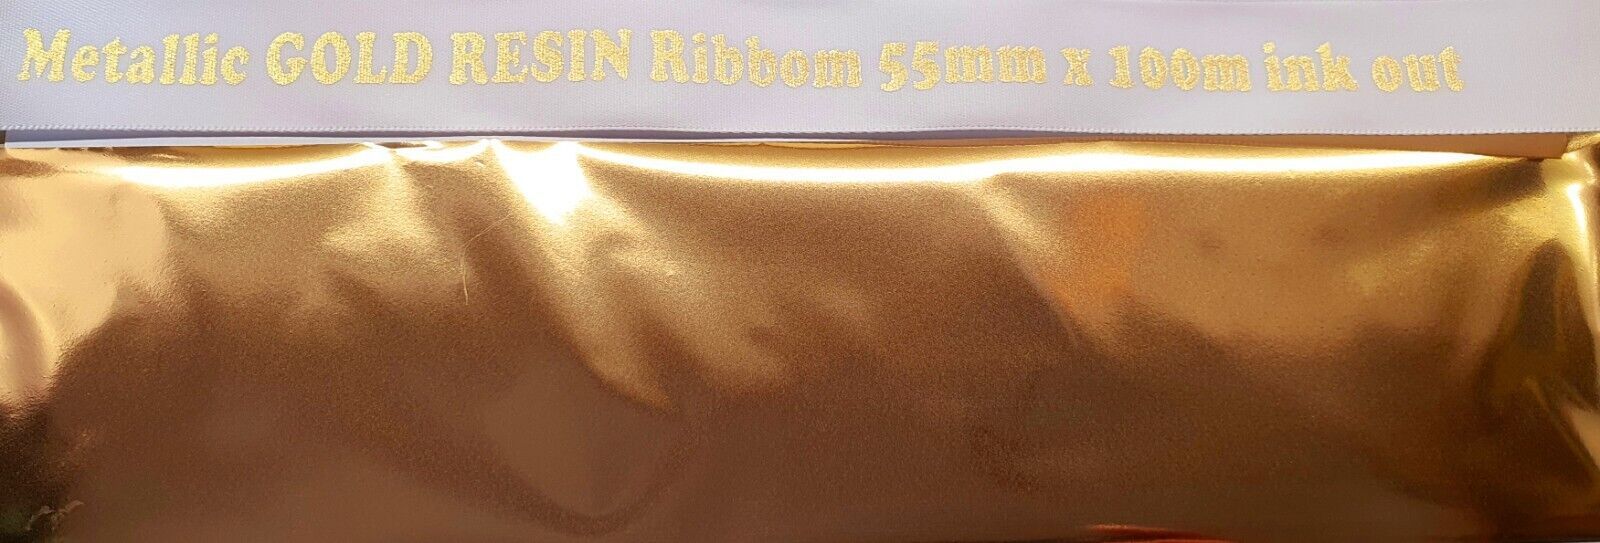 Metallic GOLD RESIN Ribbom 55mm x 100m ink out